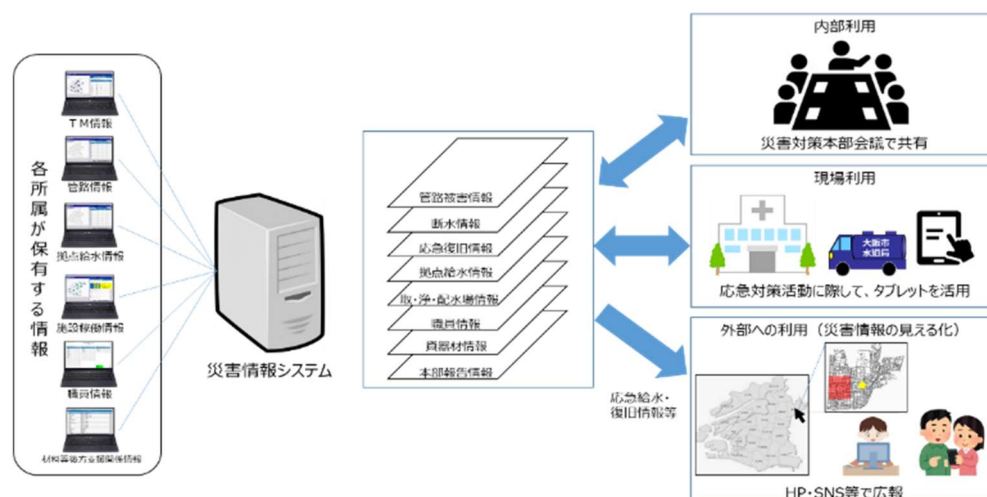 各所属が保有する情報
TM情報
管路情報
拠点給水情報
施設稼働情報
職員情報
材料等後方支援関係情報
災害情報システム
管路被害情報
断水情報
応急復旧情報
拠点給水情報
取・浄・配水場情報
職員情報
資器材情報
本部報告情報
応急給水・
復旧情報等
内部利用
災害対策本部会議で共有
現場利用
大阪市
水道局
応急対策活動に際して、タブレットを活用
外部への利用（災害情報の見える化）
HP・SNS等で広報